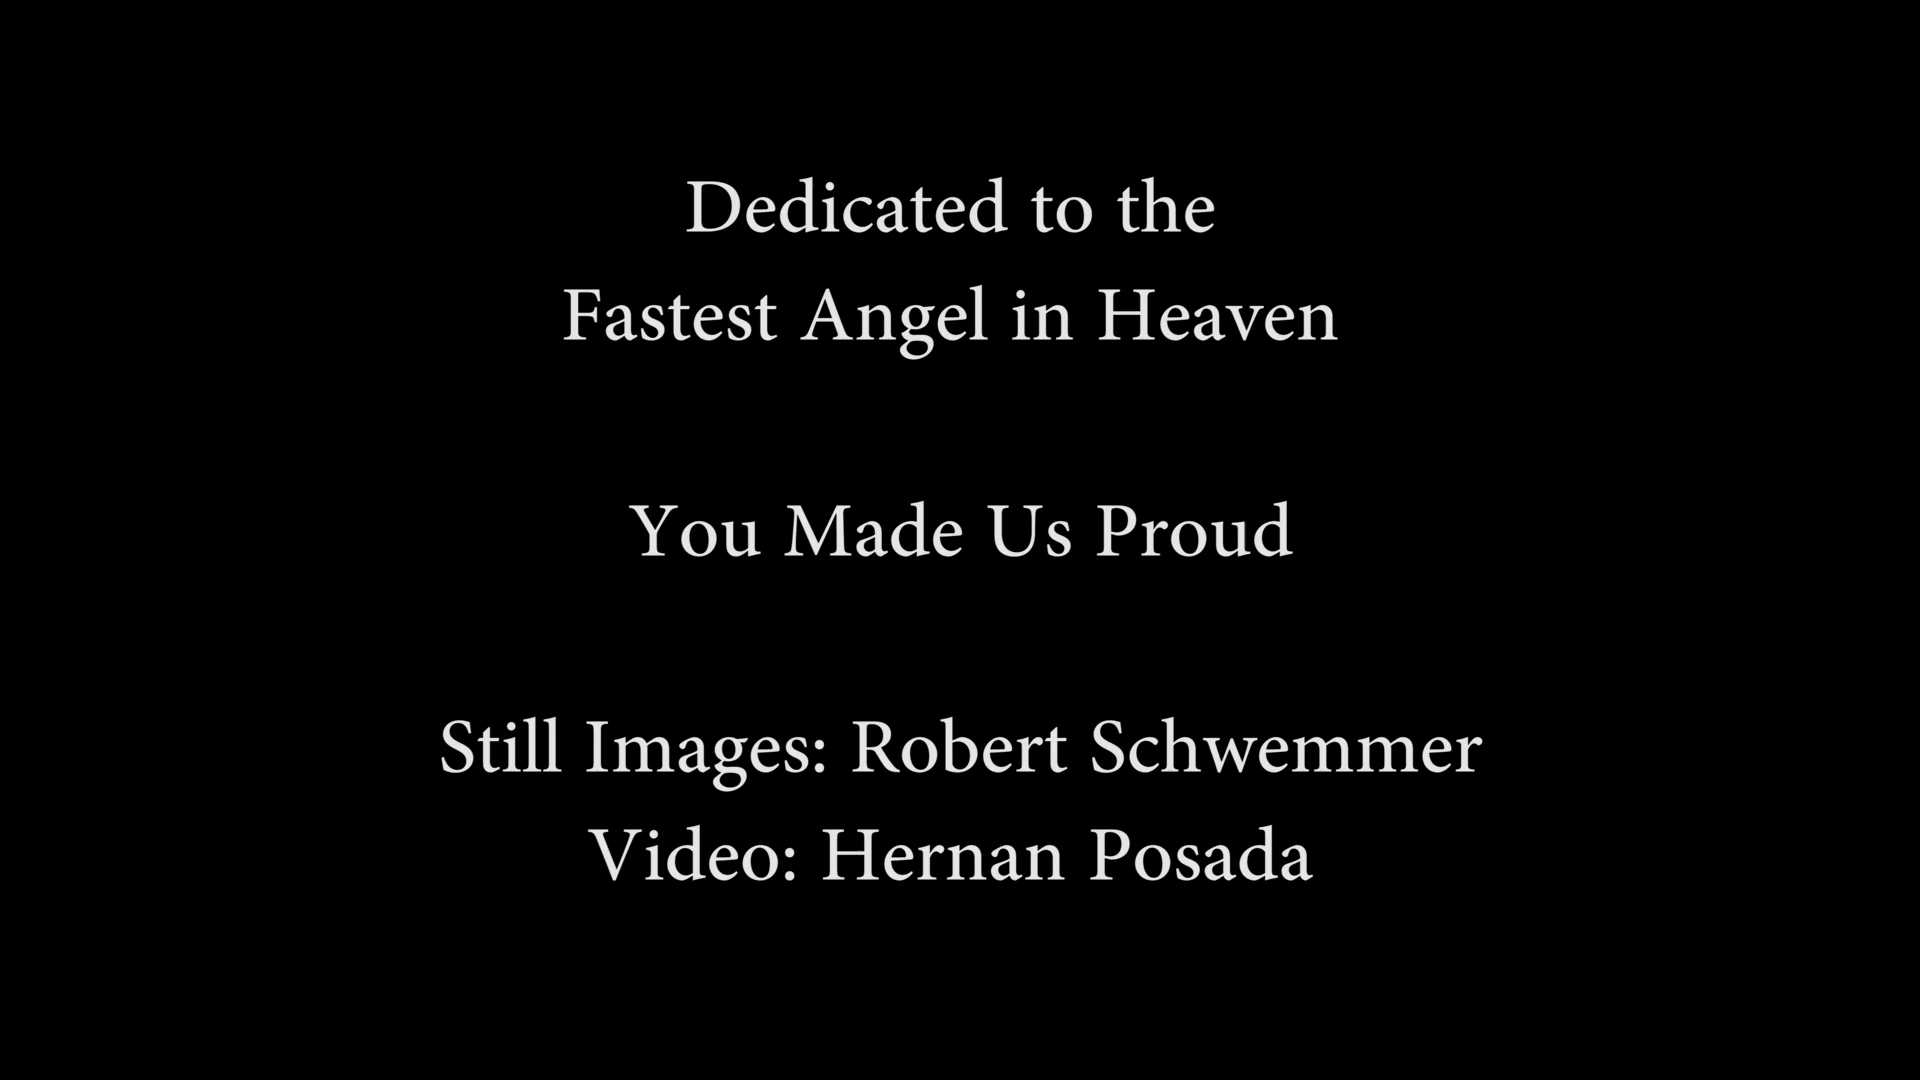 Dedicated to the
Fastest Angel in Heaven
You Made Us Proud
Still Images: Robert Schwemmer
Video: Hernan Posada